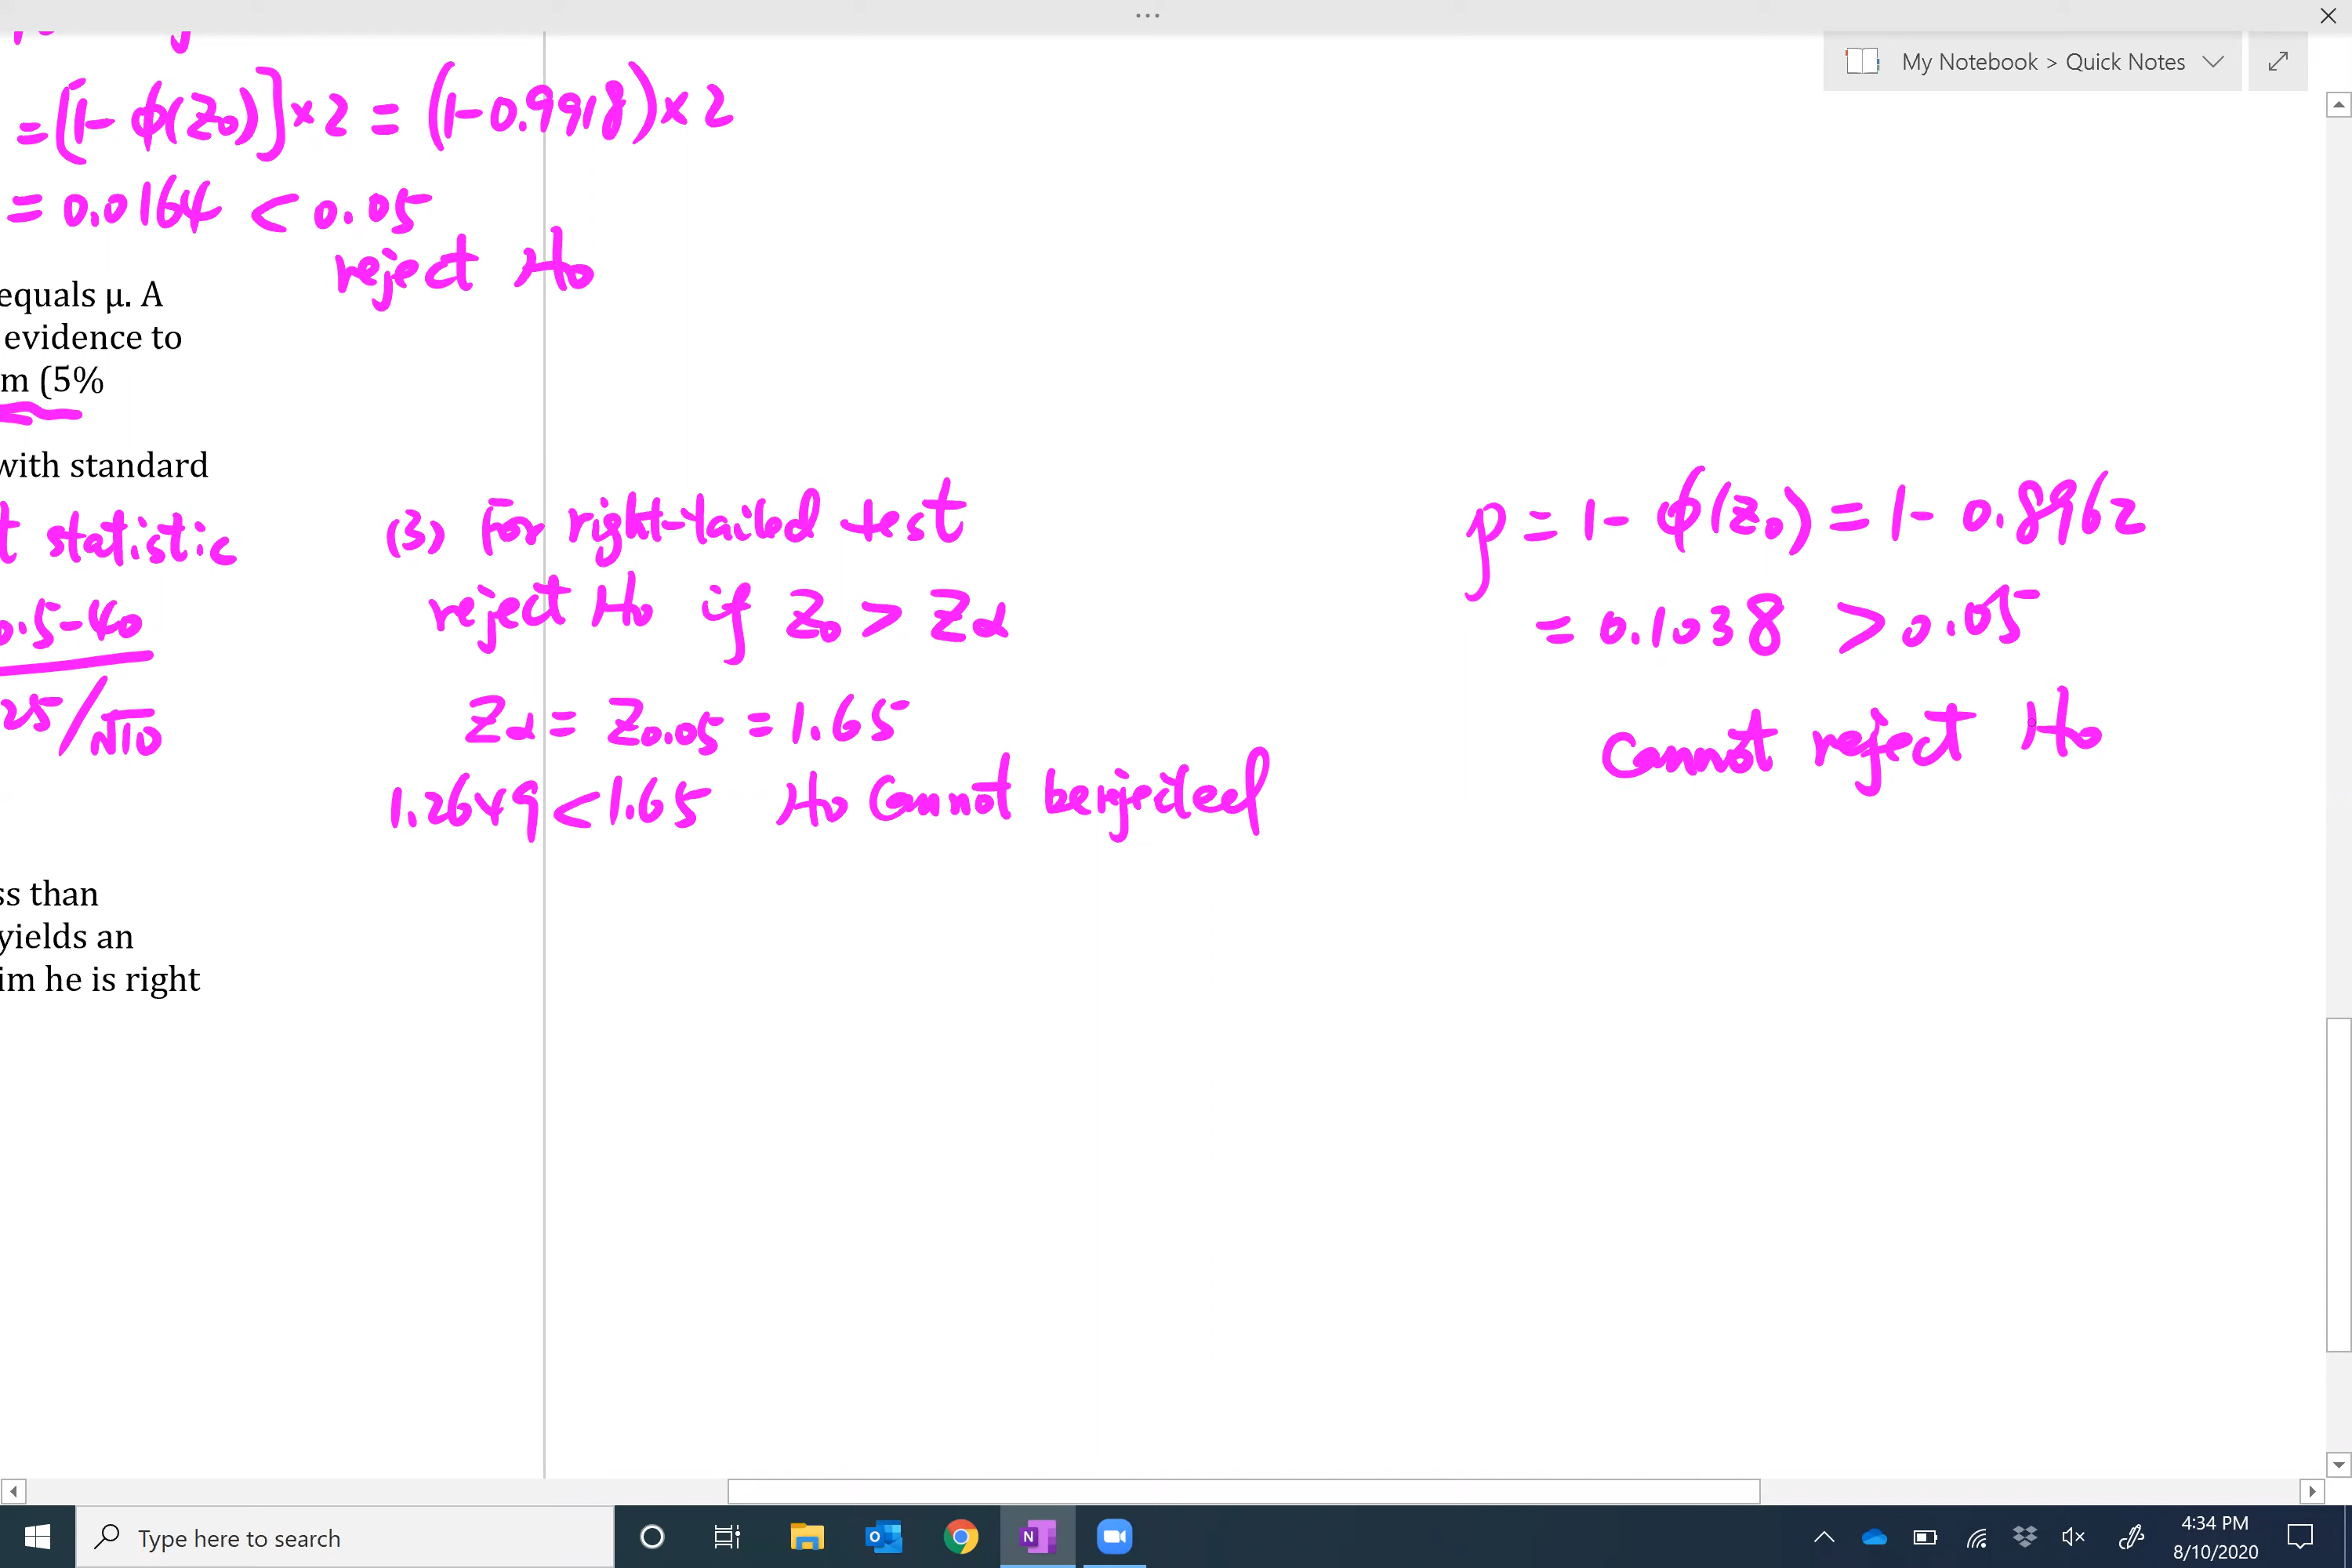 My Notebook > Quick Notes
=[1-ϕ(z₀)]×2=(1-0.9918)×2
= 0.0164 < 0.05
reject H₀
equals μ. A
evidence to
m (5%
with standard
t statistic
0.5-40
25/√10
(3) For right-tailed test
reject H₀ if Z₀ > Zα
Zα = Z0.05 = 1.65
1.2649 < 1.65 H₀ Cannot be rejected
p = 1- ϕ(z₀) = 1- 0.8962
= 0.1038 > 0.05
Cannot reject H₀
ss than
yields an
im he is right
Type here to search
4:34 PM
8/10/2020